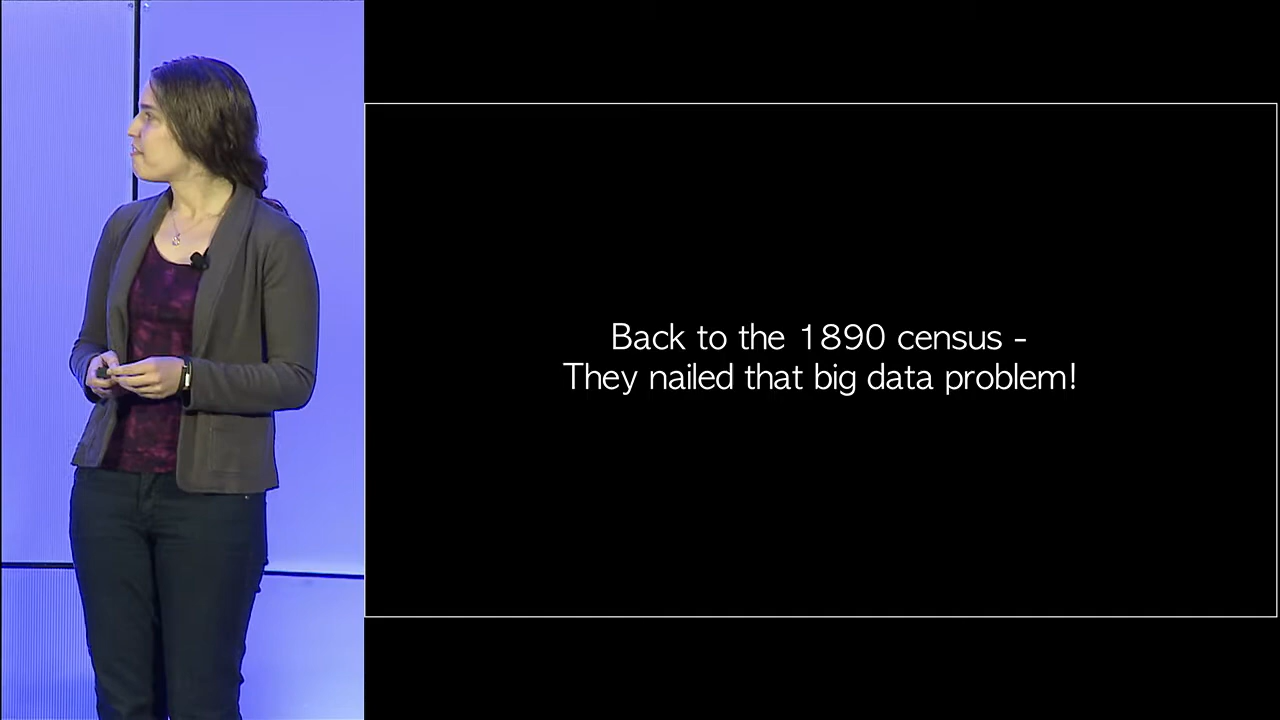 Back to the 1890 census -
They nailed that big data problem!